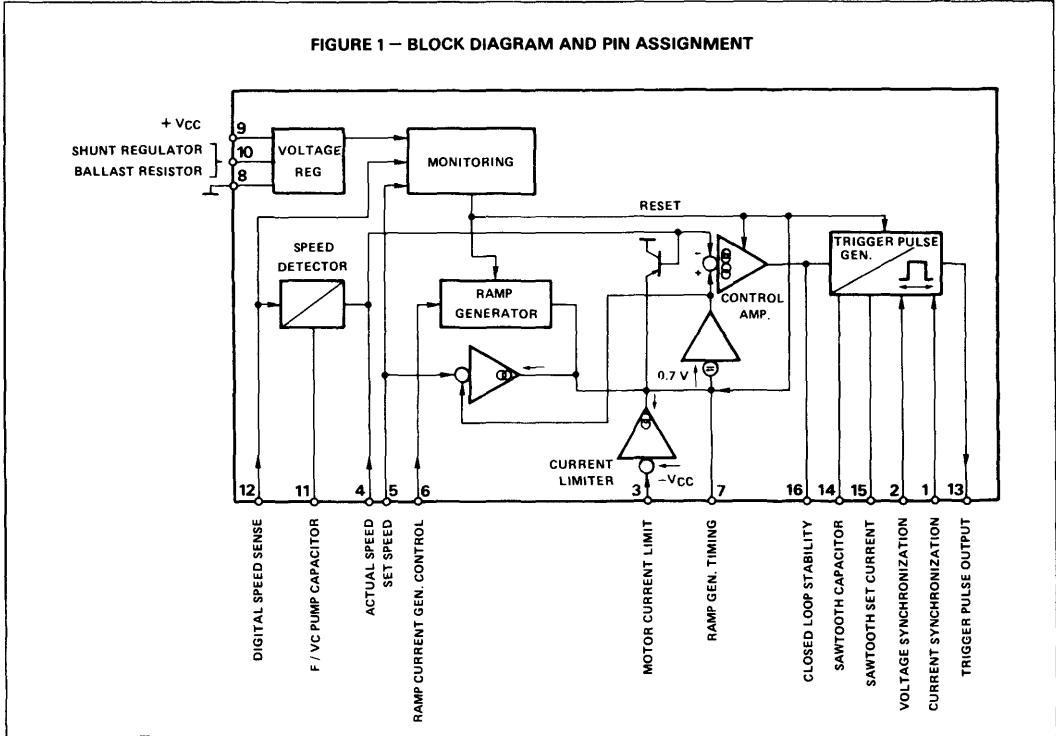 FIGURE 1 — BLOCK DIAGRAM AND PIN ASSIGNMENT
+ VCC
SHUNT REGULATOR
BALLAST RESISTOR
9
10
8
VOLTAGE
REG
MONITORING
RESET
SPEED
DETECTOR
RAMP
GENERATOR
-
+
CONTROL
AMP.
TRIGGER PULSE
GEN.
0.7 V
=
CURRENT
LIMITER
-VCC
12
11
4
5
6
3
7
16
14
15
2
1
13
DIGITAL SPEED SENSE
F / VC PUMP CAPACITOR
ACTUAL SPEED
SET SPEED
RAMP CURRENT GEN. CONTROL
MOTOR CURRENT LIMIT
RAMP GEN. TIMING
CLOSED LOOP STABILITY
SAWTOOTH CAPACITOR
SAWTOOTH SET CURRENT
VOLTAGE SYNCHRONIZATION
CURRENT SYNCHRONIZATION
TRIGGER PULSE OUTPUT